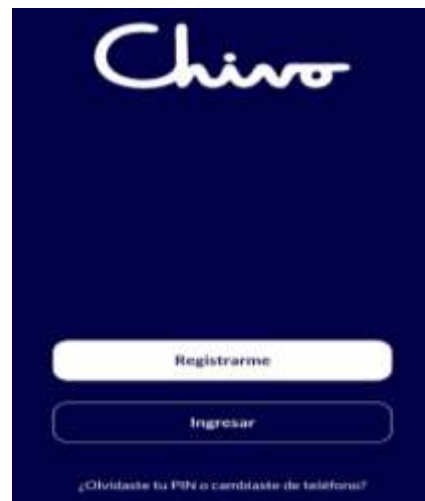 Chivo
Registrarme
Ingresar
¿Olvidaste tu PIN o cambiaste de teléfono?